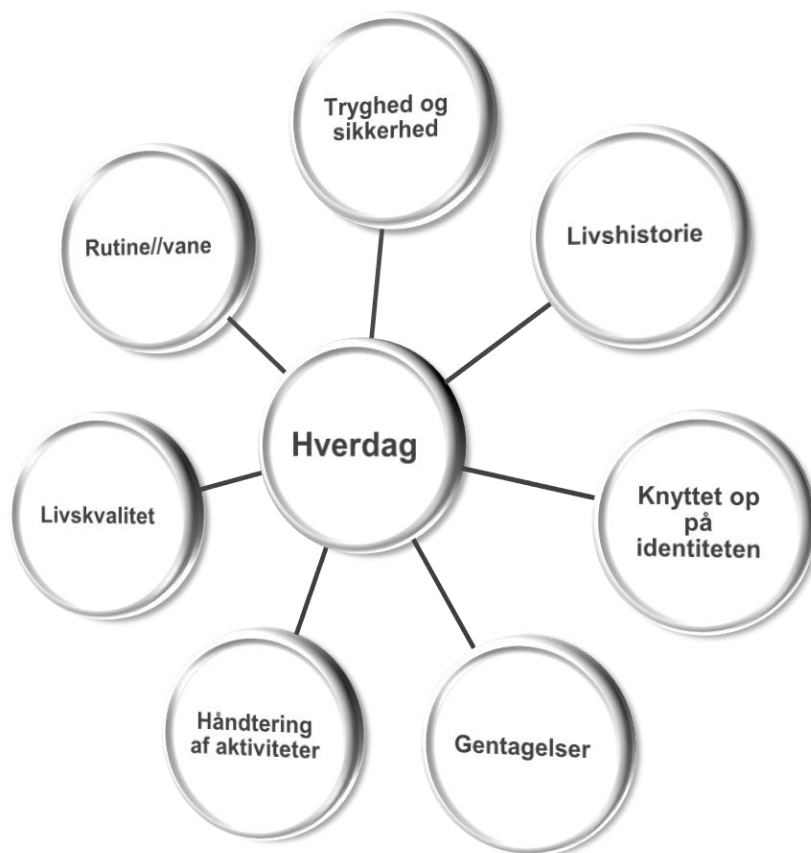 Tryghed og
sikkerhed
Livshistorie
Rutine//vane
Hverdag
Knyttet op
på
identiteten
Livskvalitet
Håndtering
af aktiviteter
Gentagelser